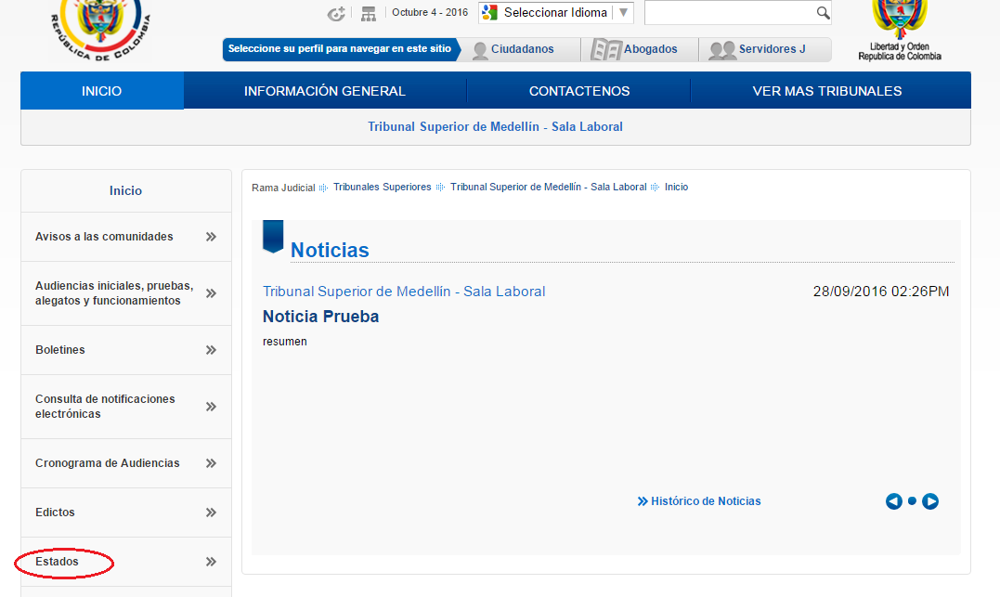 REPÚBLICA DE COLOMBIA
Octubre 4 - 2016
Seleccionar Idioma
▼
Libertad y Orden
Republica de Colombia
Seleccione su perfil para navegar en este sitio
Ciudadanos
Abogados
Servidores J
INICIO
INFORMACIÓN GENERAL
CONTACTENOS
VER MAS TRIBUNALES
Tribunal Superior de Medellín - Sala Laboral
Inicio
Avisos a las comunidades
Audiencias iniciales, pruebas,
alegatos y funcionamientos
Boletines
Consulta de notificaciones
electrónicas
Cronograma de Audiencias
Edictos
Estados
Rama Judicial Tribunales Superiores Tribunal Superior de Medellín - Sala Laboral Inicio
Noticias
Tribunal Superior de Medellín - Sala Laboral
28/09/2016 02:26PM
Noticia Prueba
resumen
Histórico de Noticias